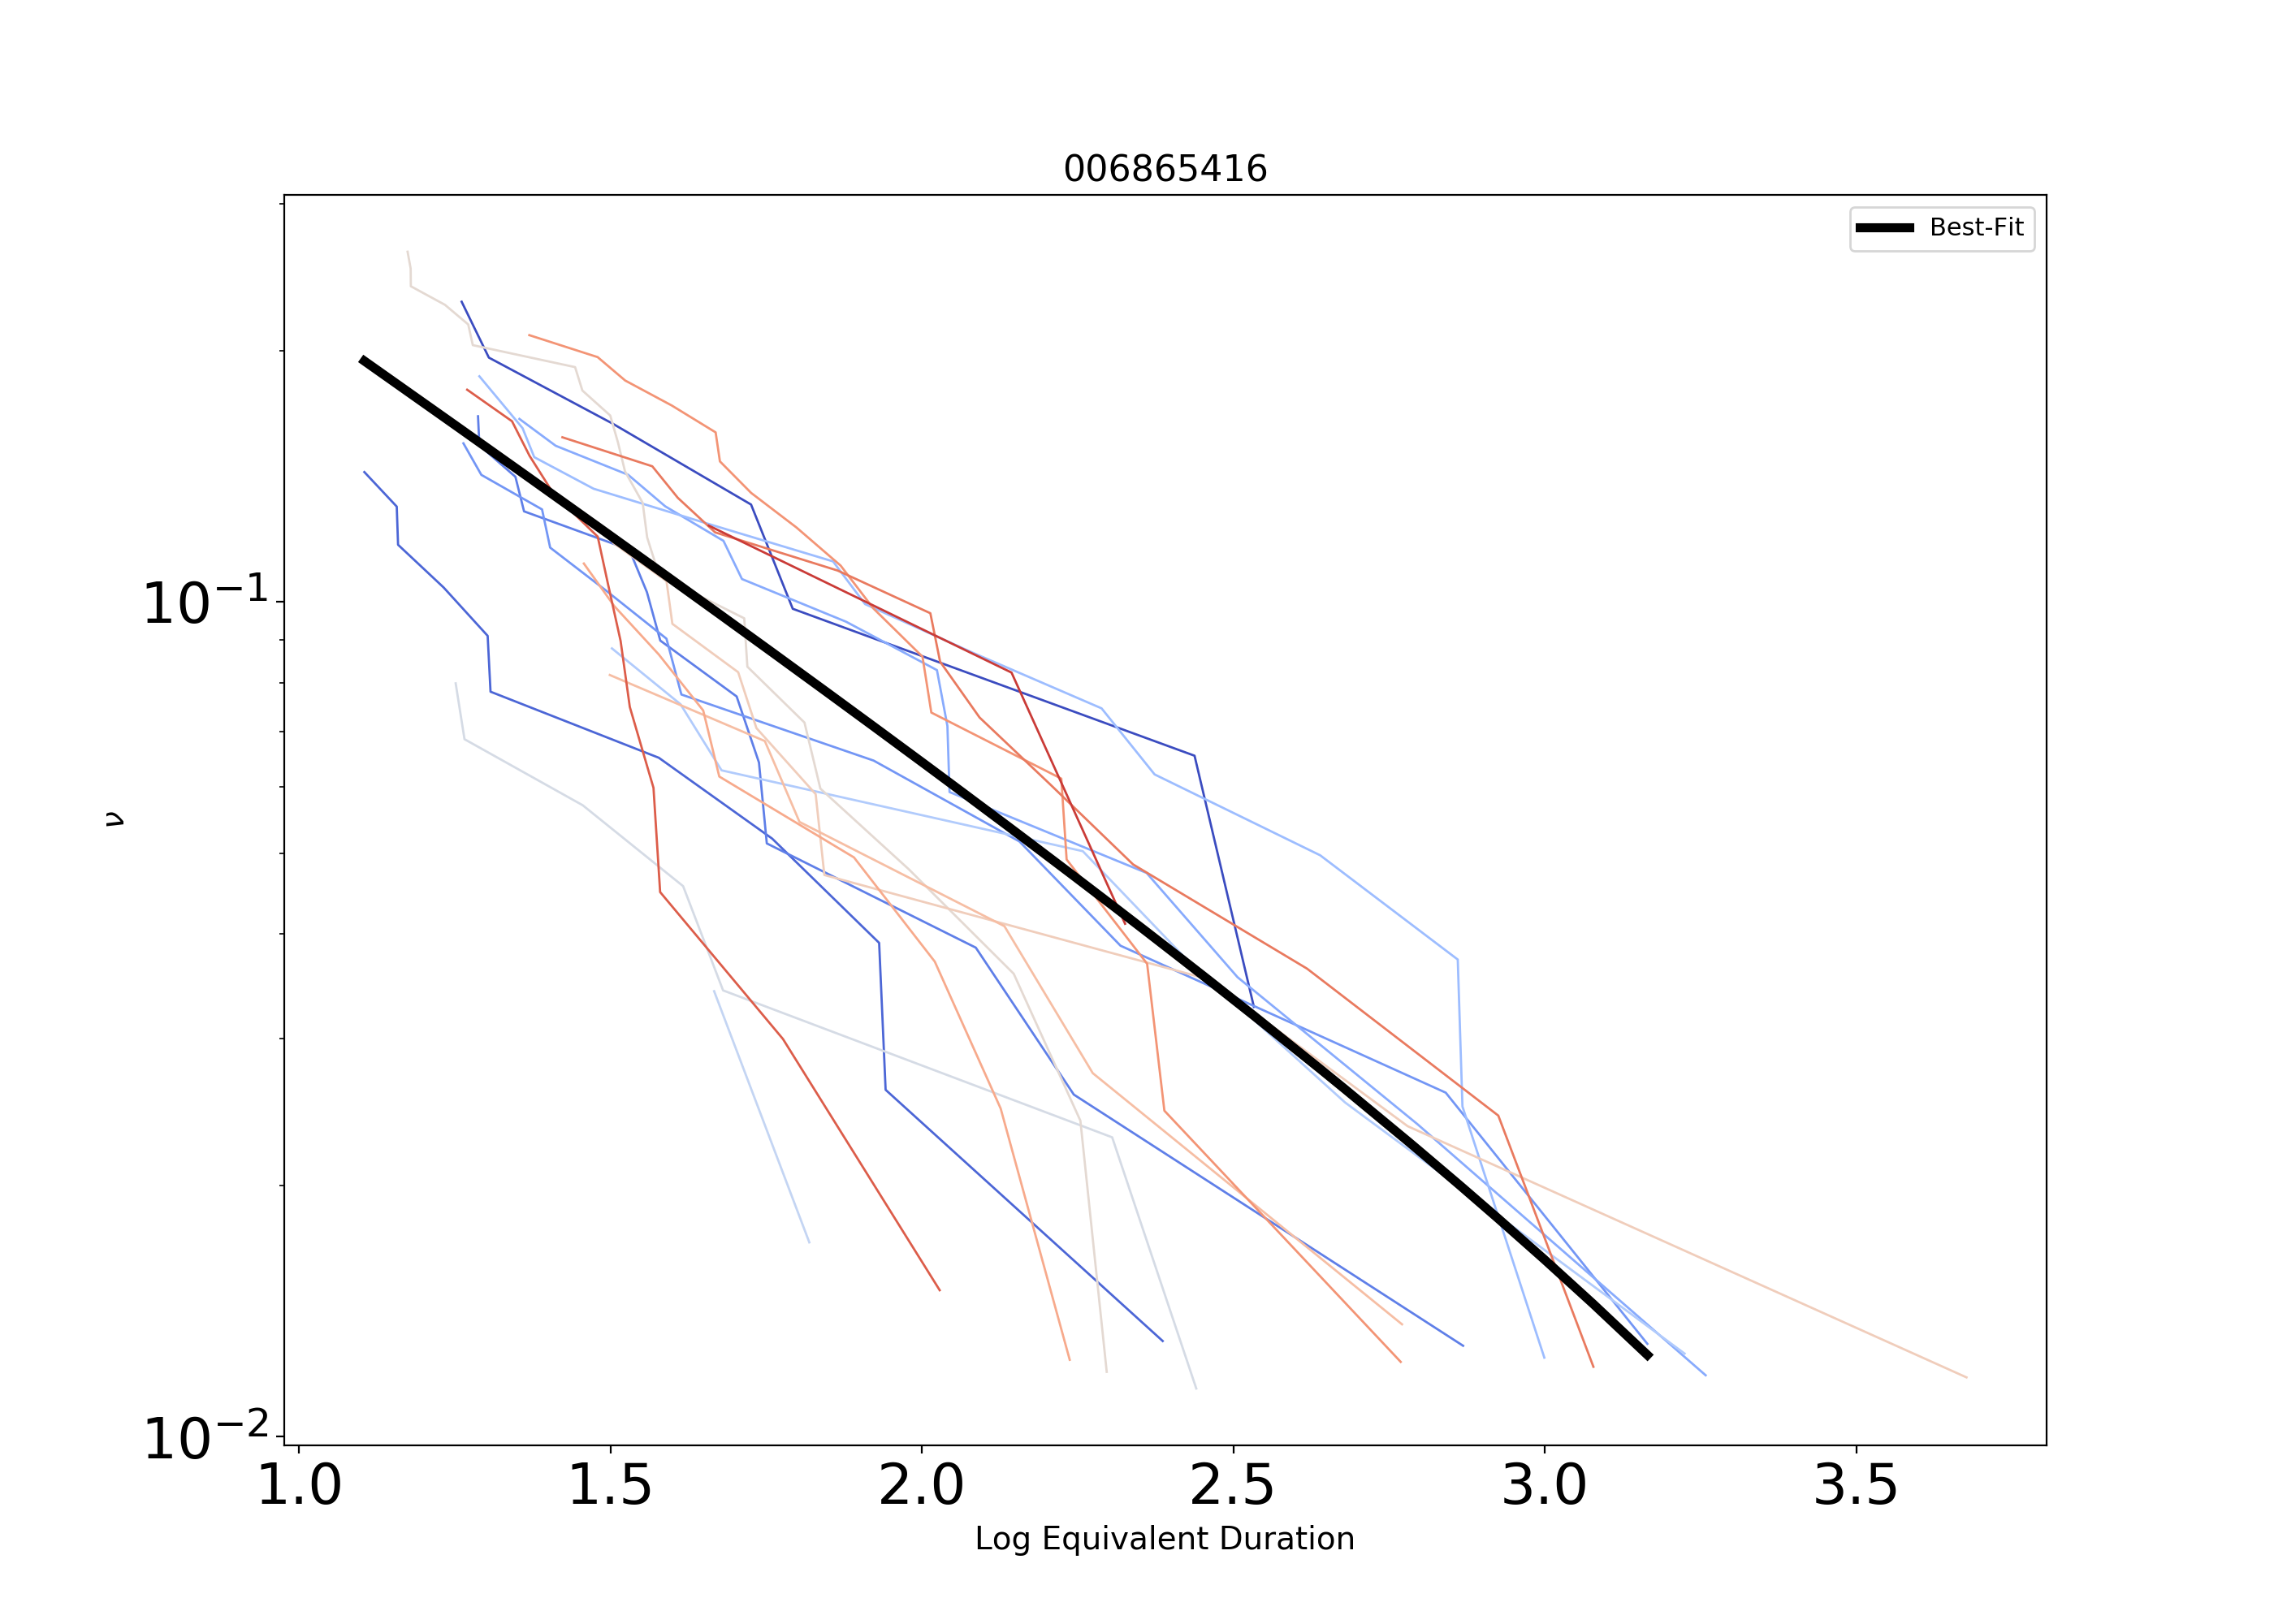 006865416
Best-Fit
10⁻¹
ν
10⁻²
1.0 1.5 2.0 2.5 3.0 3.5
Log Equivalent Duration